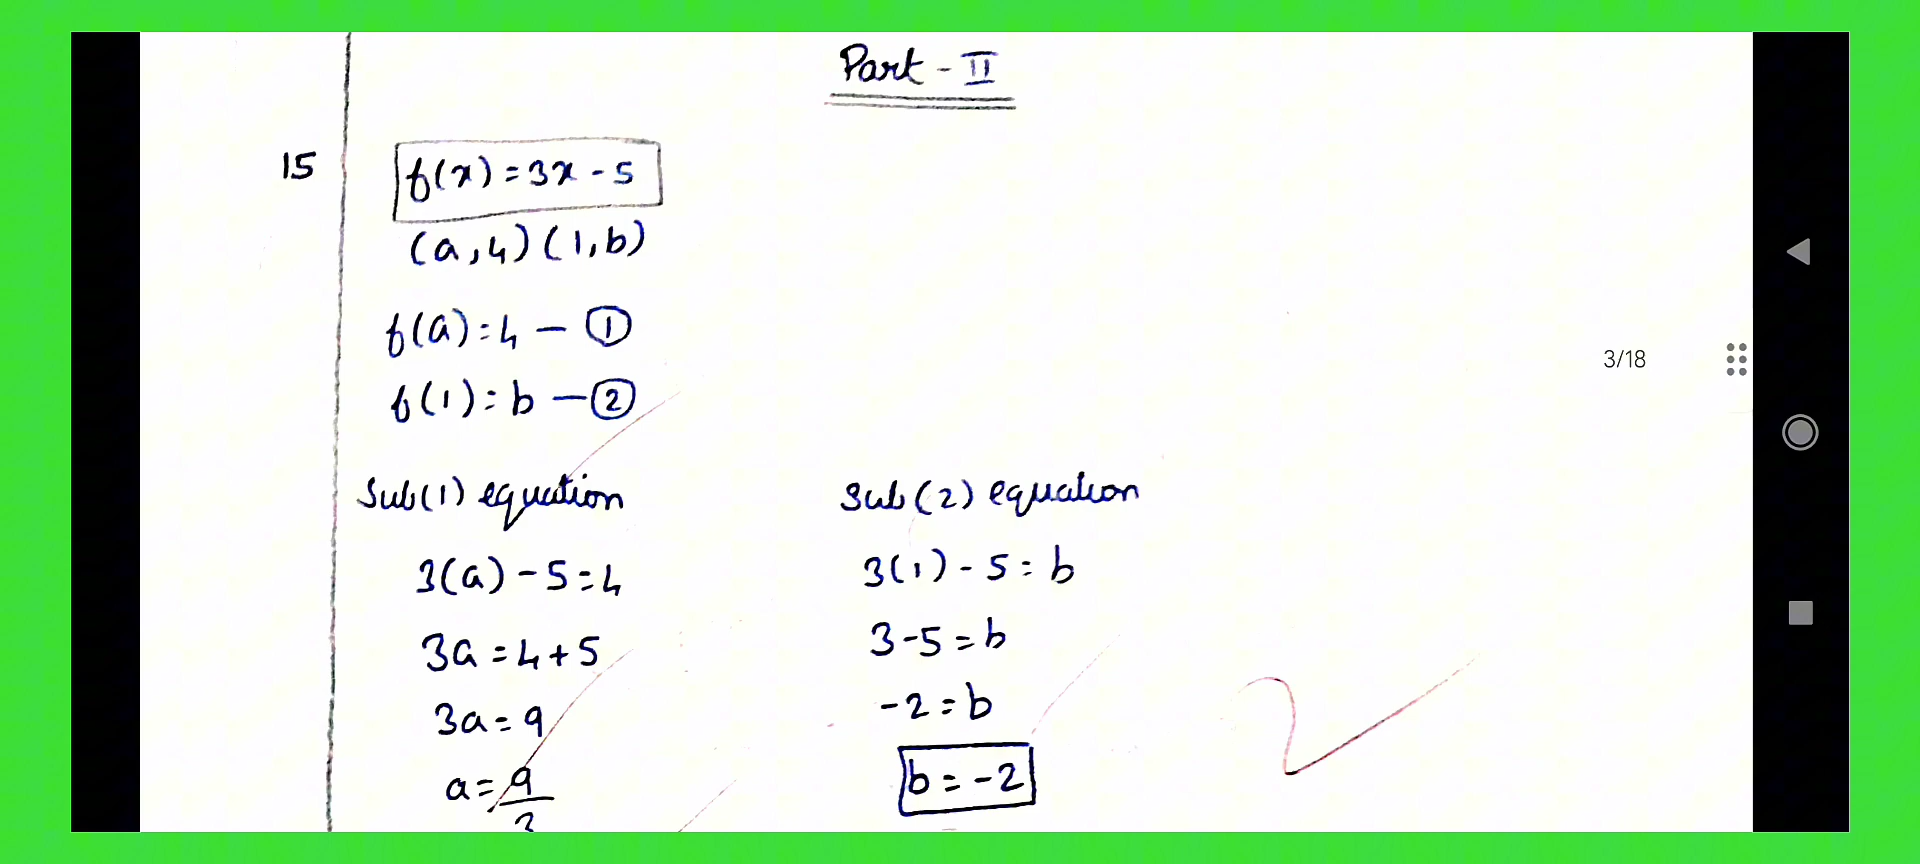 Part - II
15
f(x) = 3x - 5
(a, 4) (1, b)
f(a) = 4 — ①
f(1) = b — ②
3/18
Sub(1) equation
3(a) - 5 = 4
3a = 4 + 5
3a = 9
a = 9/3
Sub(2) equation
3(1) - 5 = b
3 - 5 = b
-2 = b
b = -2